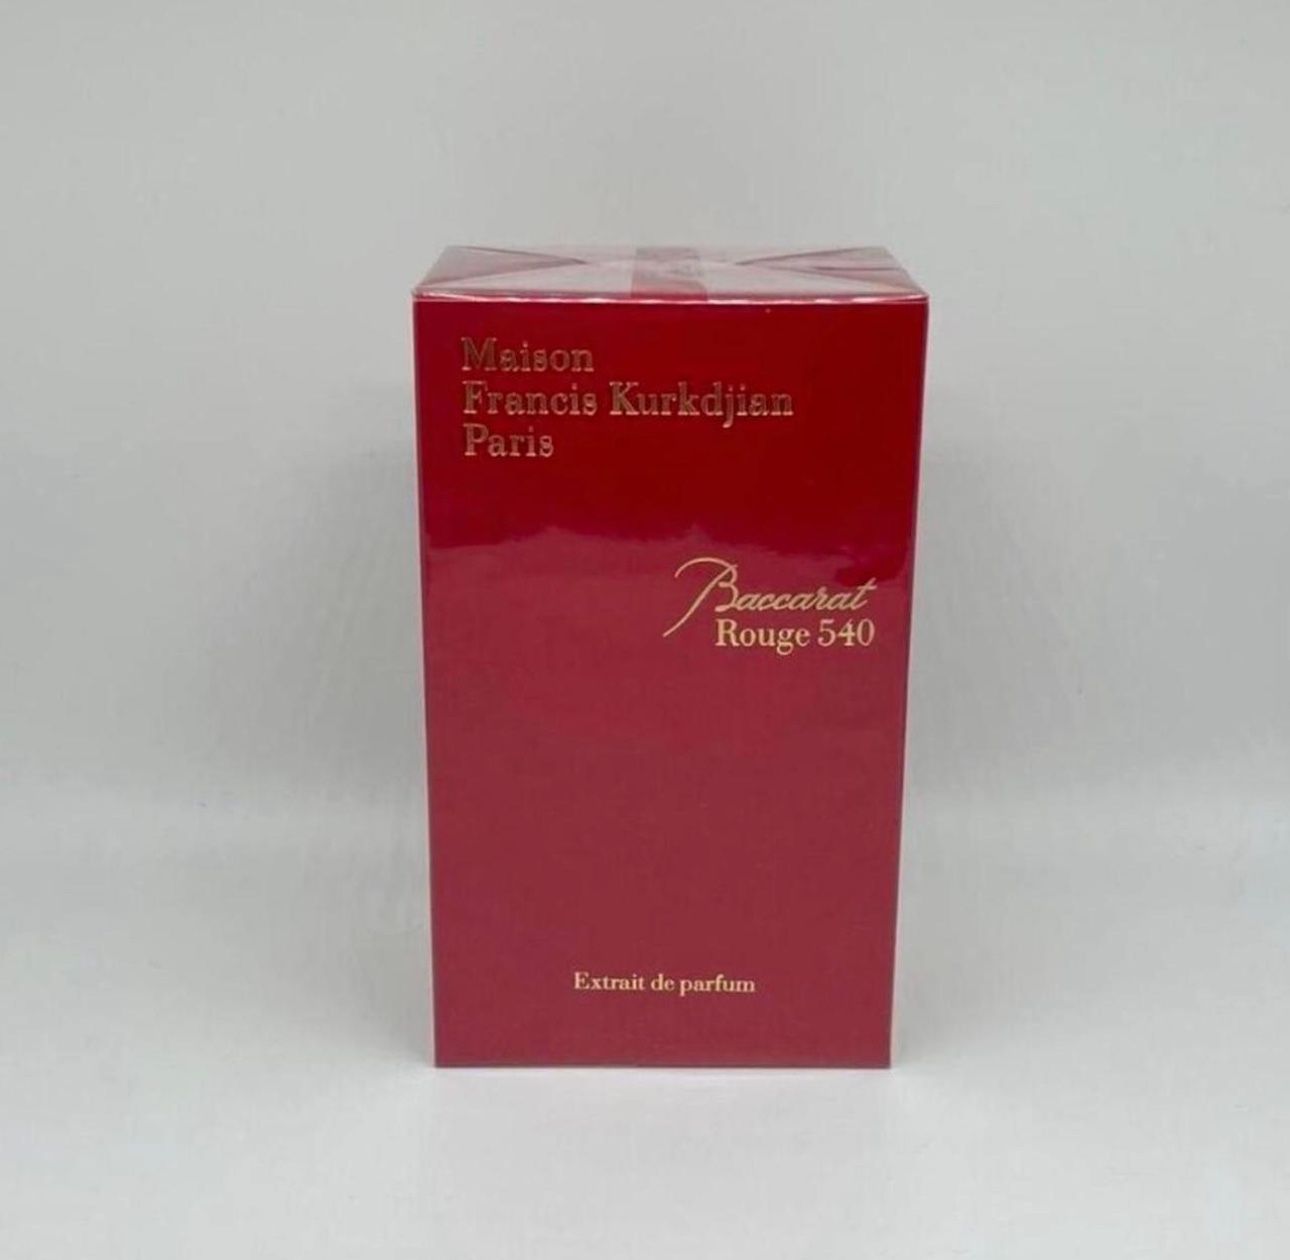 Maison
Francis Kurkdjian
Paris
Baccarat
Rouge 540
Extrait de parfum